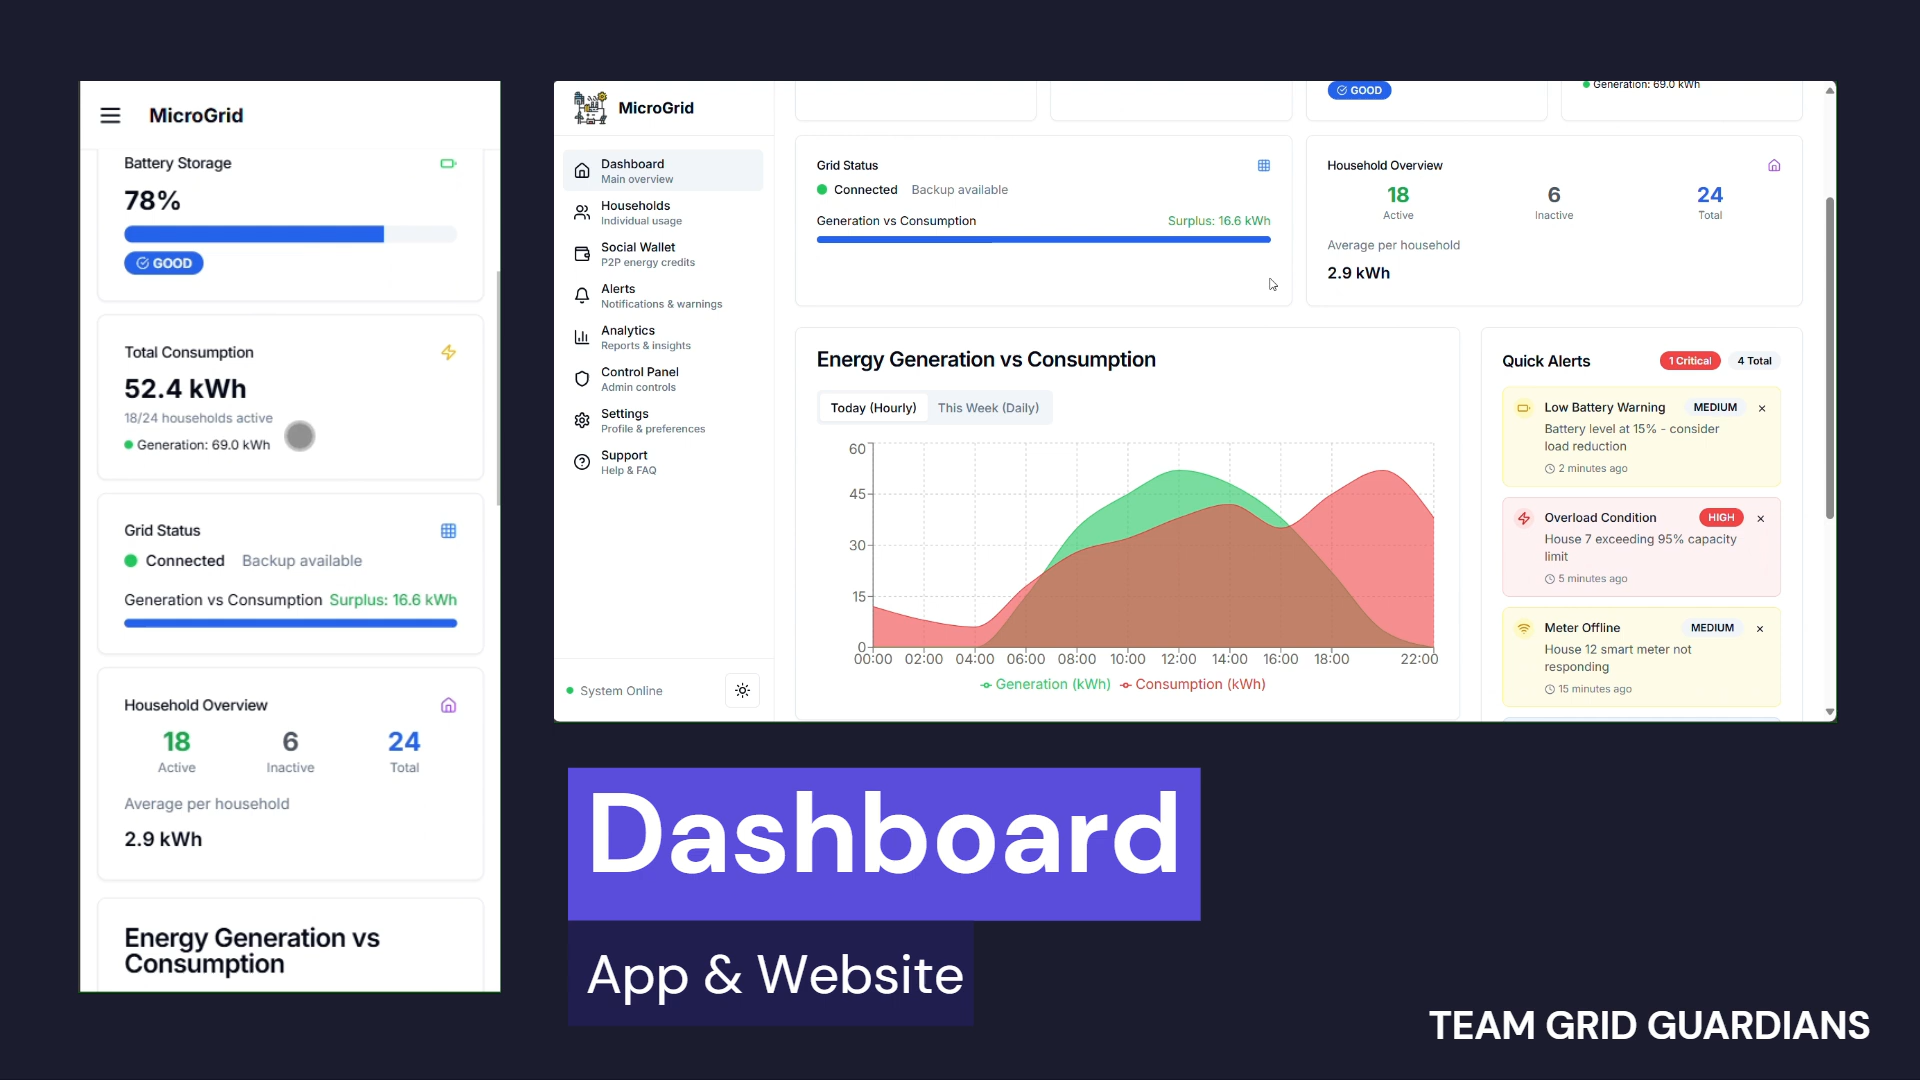 MicroGrid
Battery Storage
78%
GOOD
Total Consumption
52.4 kWh
18/24 households active
Generation: 69.0 kWh
Grid Status
Connected Backup available
Generation vs Consumption Surplus: 16.6 kWh
Household Overview
18 6 24
Active Inactive Total
Average per household
2.9 kWh
Energy Generation vs
Consumption
MicroGrid
Dashboard
Main overview
Households
Individual usage
Social Wallet
P2P energy credits
Alerts
Notifications & warnings
Analytics
Reports & insights
Control Panel
Admin controls
Settings
Profile & preferences
Support
Help & FAQ
System Online
GOOD
Generation: 69.0 kWh
Grid Status
Connected Backup available
Generation vs Consumption Surplus: 16.6 kWh
Household Overview
18 6 24
Active Inactive Total
Average per household
2.9 kWh
Energy Generation vs Consumption
Today (Hourly) This Week (Daily)
60
45
30
15
0
00:00 02:00 04:00 06:00 08:00 10:00 12:00 14:00 16:00 18:00 22:00
Generation (kWh) Consumption (kWh)
Quick Alerts 1 Critical 4 Total
Low Battery Warning MEDIUM
Battery level at 15% - consider
load reduction
2 minutes ago
Overload Condition HIGH
House 7 exceeding 95% capacity
limit
5 minutes ago
Meter Offline MEDIUM
House 12 smart meter not
responding
15 minutes ago
Dashboard
App & Website
TEAM GRID GUARDIANS